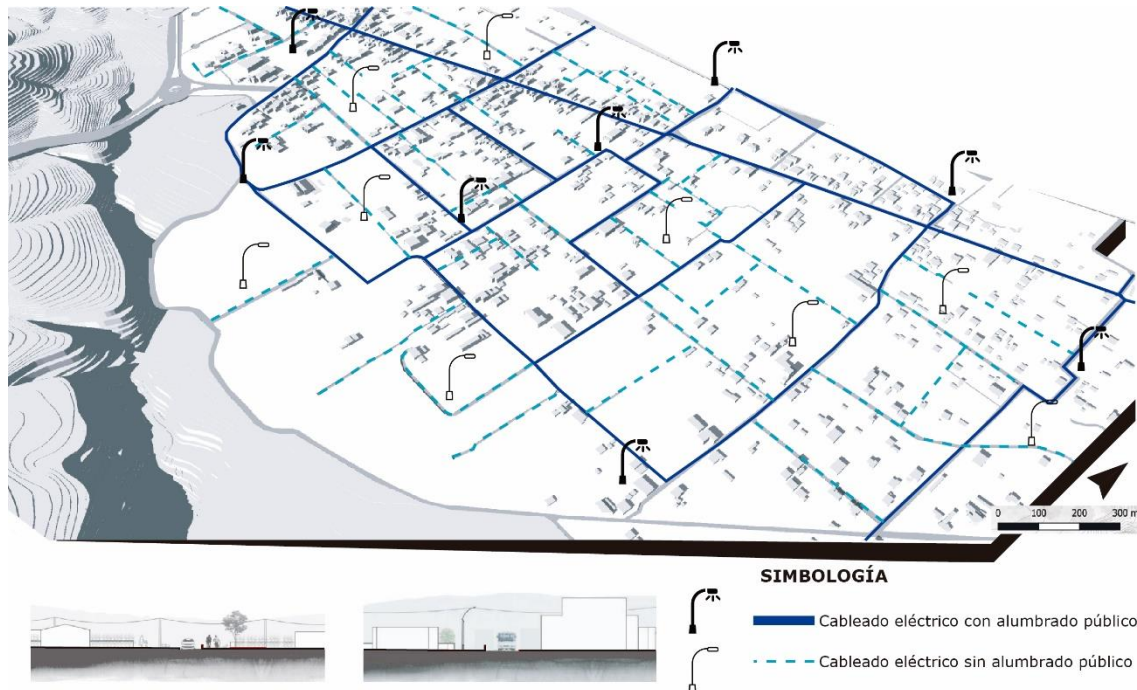 0 100 200 300 m
SIMBOLOGÍA
Cableado eléctrico con alumbrado público
Cableado eléctrico sin alumbrado público